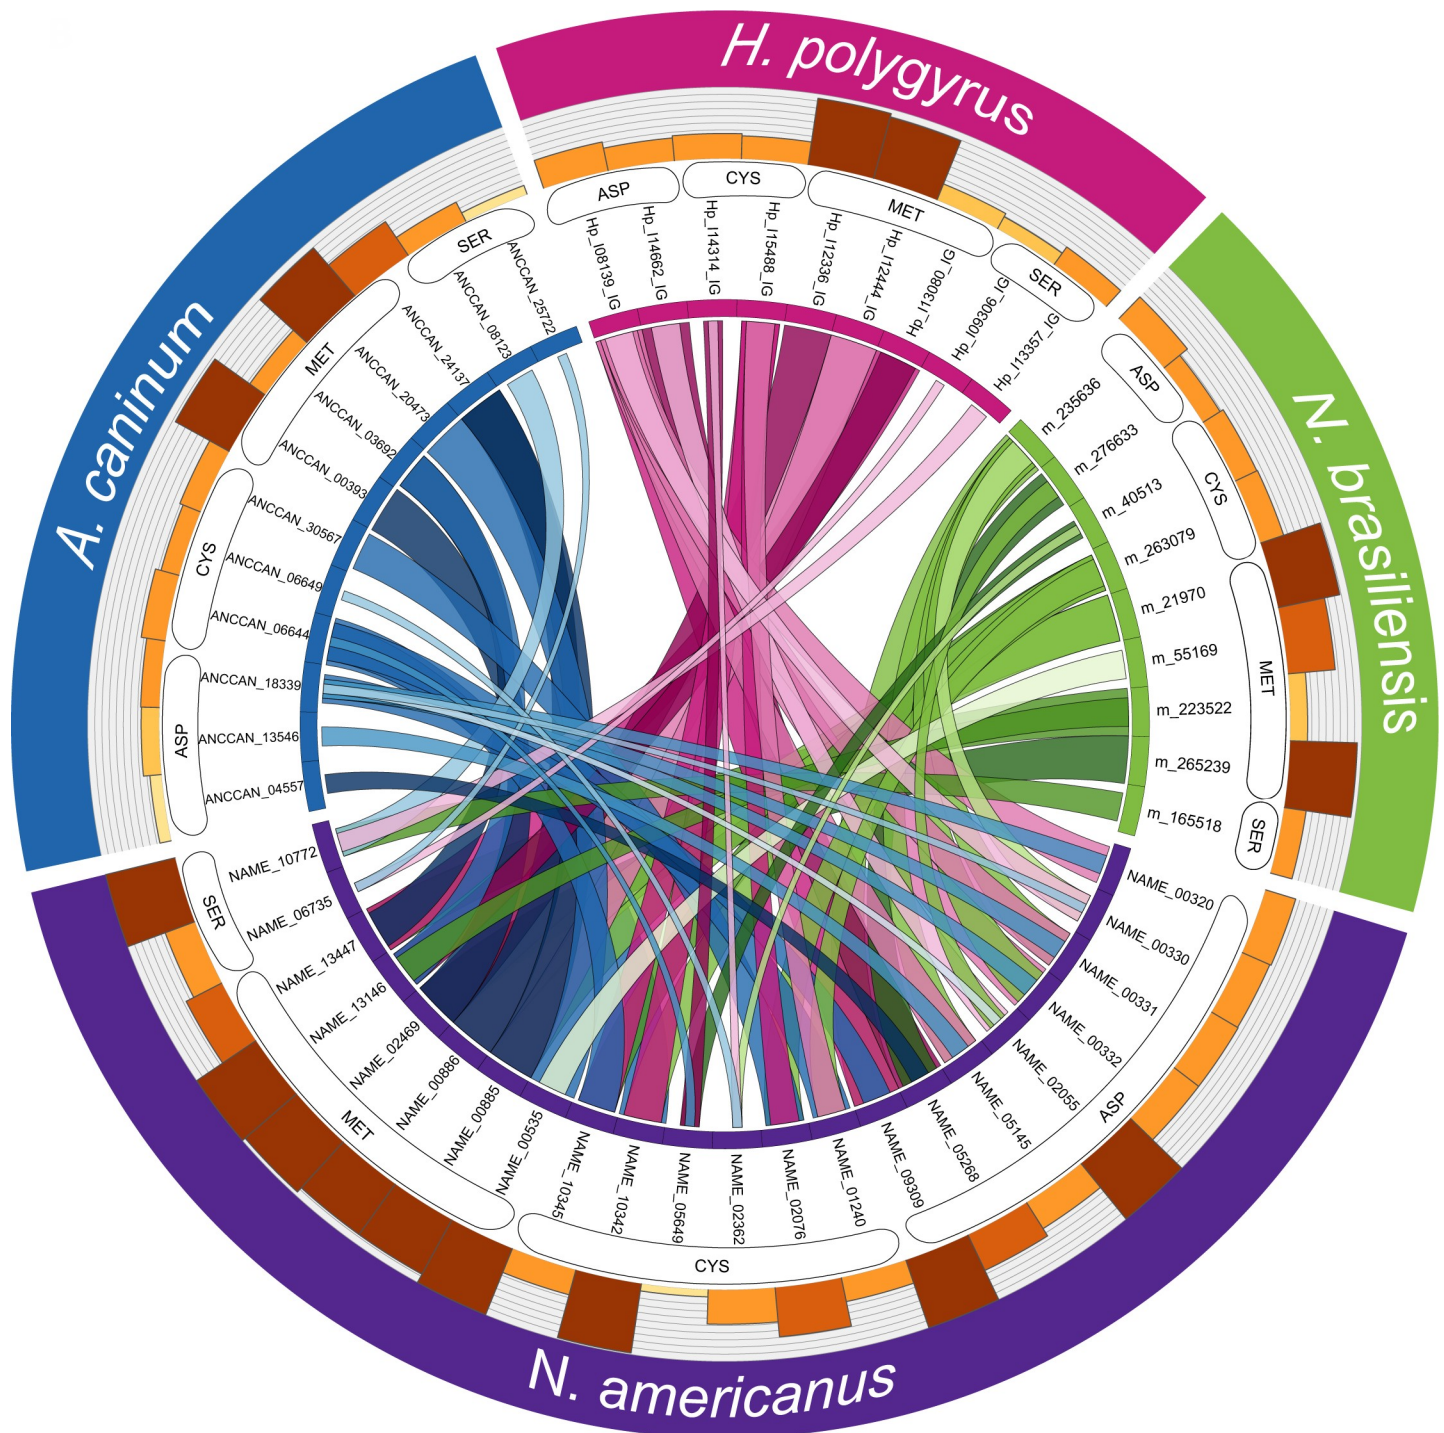 H. polygyrus
ASP
CYS
MET
SER
Hp_I08139_IG
Hp_I14662_IG
Hp_I14314_IG
Hp_I15488_IG
Hp_I12336_IG
Hp_I12444_IG
Hp_I13080_IG
Hp_I09306_IG
Hp_I13357_IG
N. brasiliensis
ASP
CYS
MET
SER
m_235636
m_276633
m_40513
m_263079
m_21970
m_55169
m_223522
m_265239
m_165518
N. americanus
ASP
CYS
MET
SER
NAME_00320
NAME_00330
NAME_00331
NAME_00332
NAME_02055
NAME_05145
NAME_05268
NAME_09309
NAME_01240
NAME_02076
NAME_02362
NAME_05649
NAME_10342
NAME_10345
NAME_00535
NAME_00885
NAME_00886
NAME_02469
NAME_13146
NAME_13447
NAME_06735
NAME_10772
A. caninum
ASP
CYS
MET
SER
ANCCAN_04557
ANCCAN_13546
ANCCAN_18339
ANCCAN_06644
ANCCAN_06649
ANCCAN_30567
ANCCAN_00393
ANCCAN_03692
ANCCAN_20473
ANCCAN_24137
ANCCAN_08123
ANCCAN_25722